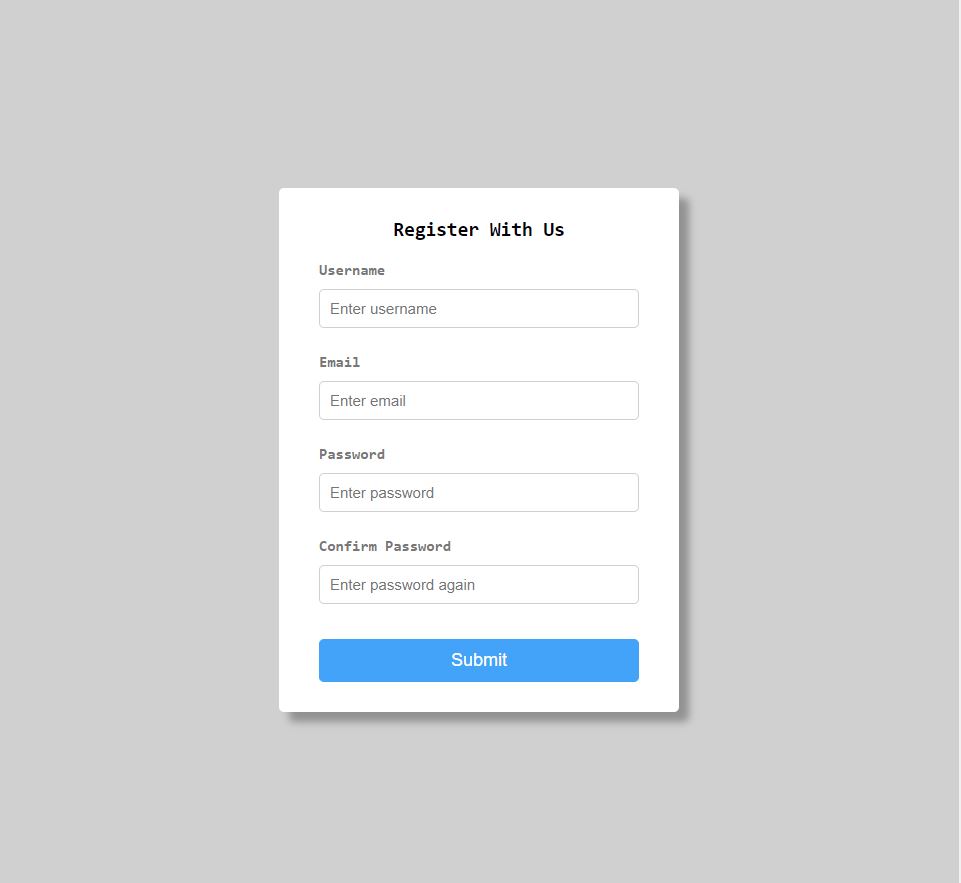 Register With Us
Username
Enter username
Email
Enter email
Password
Enter password
Confirm Password
Enter password again
Submit